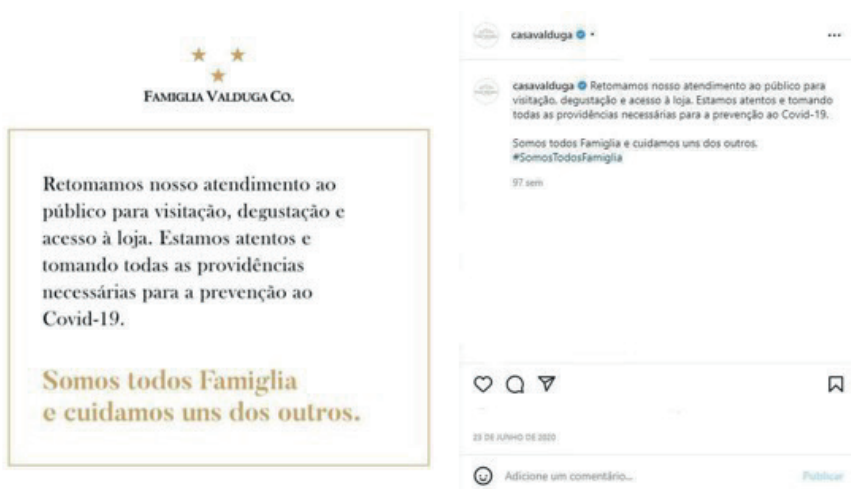 FAMIGLIA VALDUGA CO.
Retomamos nosso atendimento ao
público para visitação, degustação e
acesso à loja. Estamos atentos e
tomando todas as providências
necessárias para a prevenção ao
Covid-19.
Somos todos Famiglia
e cuidamos uns dos outros.
casavalduga •
casavalduga Retomamos nosso atendimento ao público para
visitação, degustação e acesso à loja. Estamos atentos e tomando
todas as providências necessárias para a prevenção ao Covid-19.
Somos todos Famiglia e cuidamos uns dos outros.
#SomosTodosFamiglia
97 sem
23 DE JUNHO DE 2020
Adicione um comentário...
Publicar